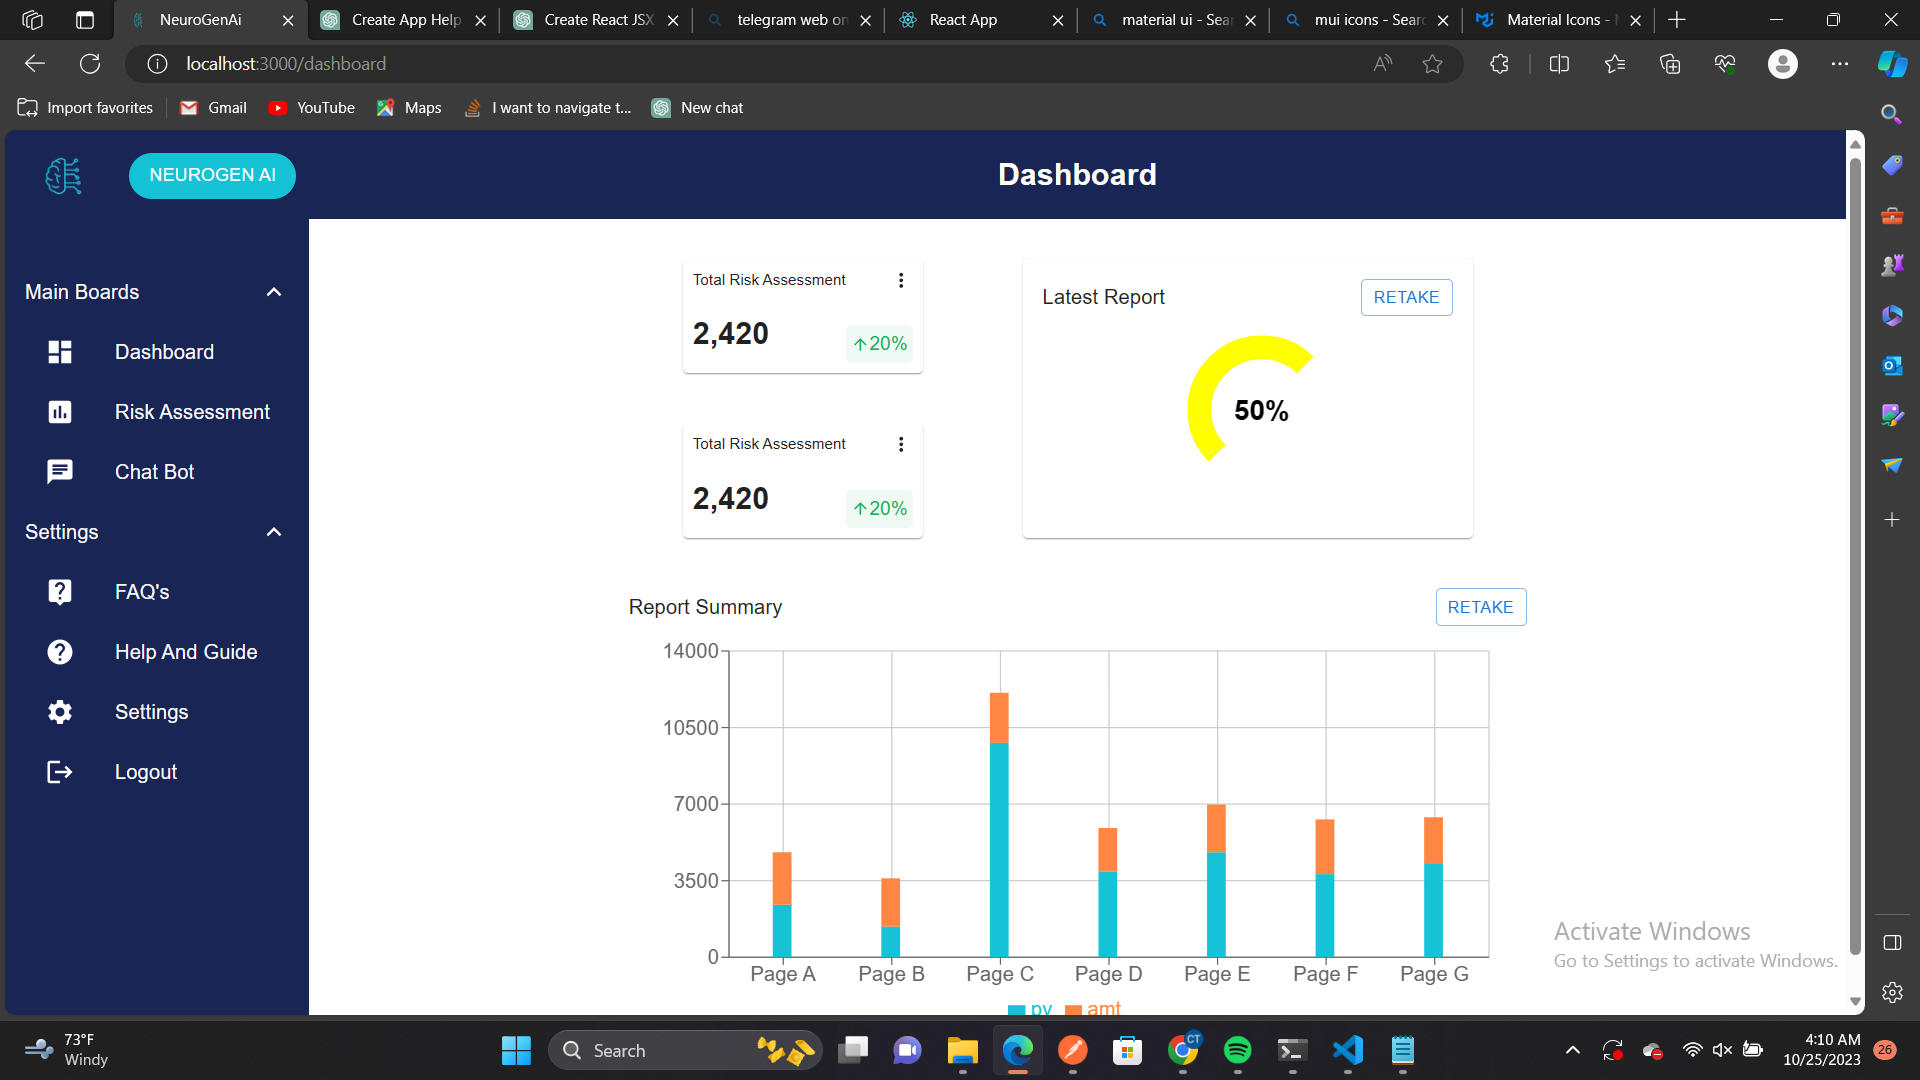 NeuroGenAi
Create App Help
Create React JSX
telegram web on
React App
material ui - Sear
mui icons - Searc
Material Icons -
localhost:3000/dashboard
Import favorites
Gmail
YouTube
Maps
I want to navigate t...
New chat
NEUROGEN AI
Dashboard
Main Boards
Dashboard
Risk Assessment
Chat Bot
Settings
FAQ's
Help And Guide
Settings
Logout
Total Risk Assessment
2,420
20%
Total Risk Assessment
2,420
20%
Latest Report
RETAKE
50%
Report Summary
RETAKE
14000
10500
7000
3500
0
Page A
Page B
Page C
Page D
Page E
Page F
Page G
pv
amt
Activate Windows
Go to Settings to activate Windows.
73°F
Windy
Search
CT
4:10 AM
10/25/2023
26